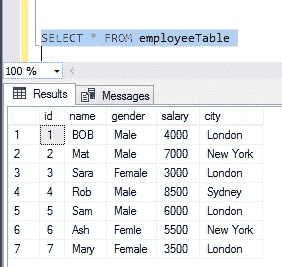 SELECT * FROM employeeTable
100 %
Results Messages
id name gender salary city
1 1 BOB Male 4000 London
2 2 Mat Male 7000 New York
3 3 Sara Female 3000 London
4 4 Rob Male 8500 Sydney
5 5 Sam Male 6000 London
6 6 Ash Femle 5500 New York
7 7 Mary Female 3500 London